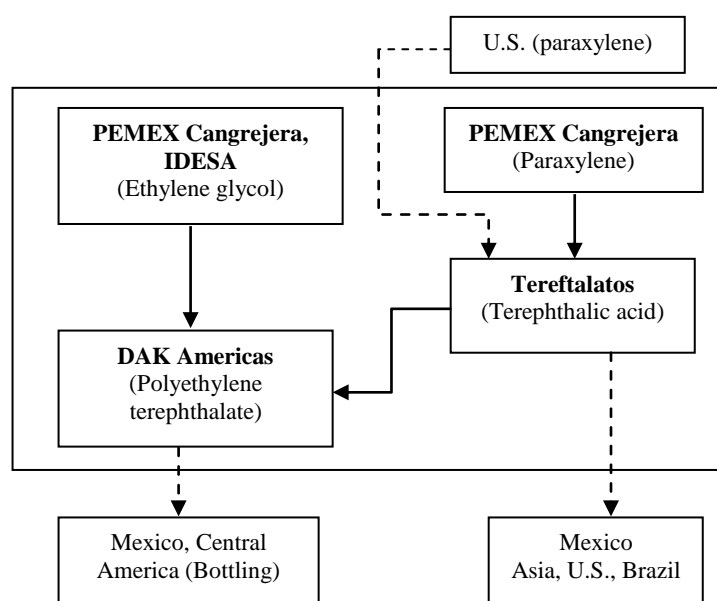 U.S. (paraxylene)
PEMEX Cangrejera,
IDESA
(Ethylene glycol)
PEMEX Cangrejera
(Paraxylene)
Tereftalatos
(Terephthalic acid)
DAK Americas
(Polyethylene
terephthalate)
Mexico, Central
America (Bottling)
Mexico
Asia, U.S., Brazil